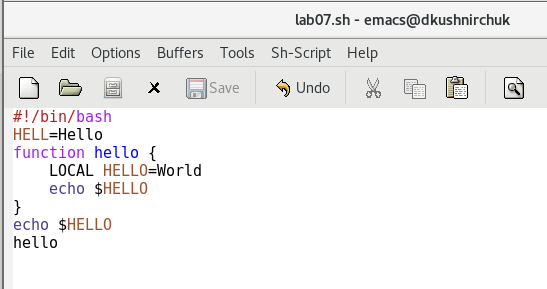 lab07.sh - emacs@dkushnirchuk
File Edit Options Buffers Tools Sh-Script Help
Save Undo
#!/bin/bash
HELL=Hello
function hello {
    LOCAL HELLO=World
    echo $HELLO
}
echo $HELLO
hello